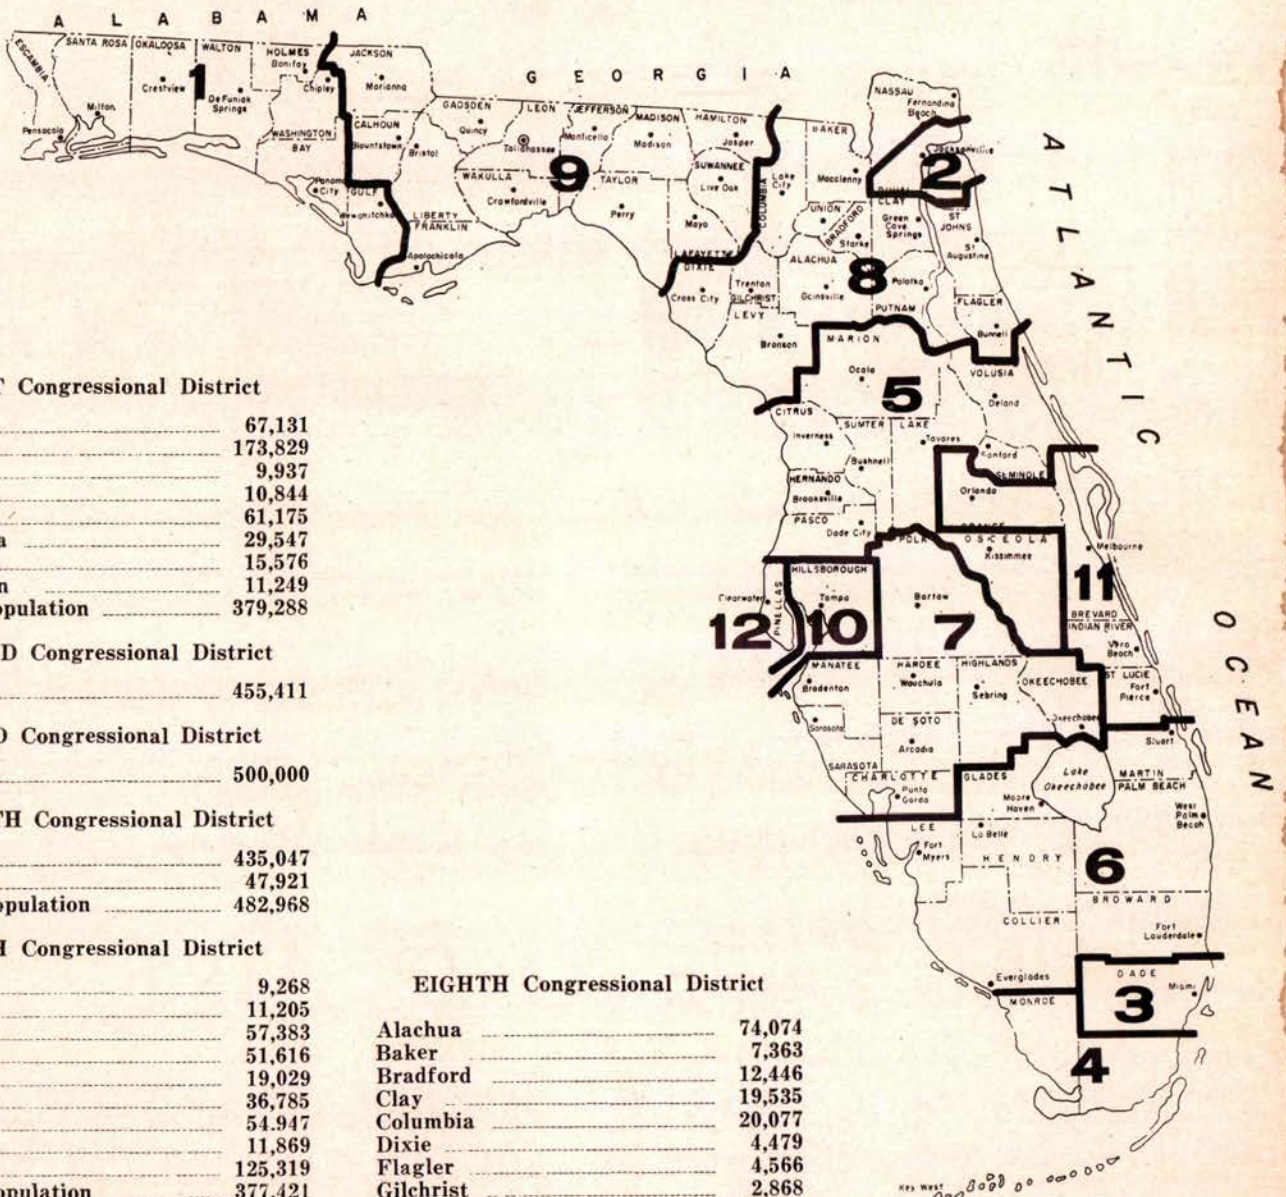 A L A B A M A
G E O R G I A
A T L A N T I C
O C E A N
ESCAMBIA
SANTA ROSA
OKALOOSA
WALTON
HOLMES
Bonifay
JACKSON
1
Crestview
DeFuniak
Springs
Chipley
Marianna
Milton
Pensacola
WASHINGTON
BAY
CALHOUN
Blountstown
Bristol
Panama
City
GULF
Wewahitchka
LIBERTY
FRANKLIN
Apalachicola
GADSDEN
Quincy
LEON
Tallahassee
JEFFERSON
Monticello
MADISON
Madison
HAMILTON
Jasper
WAKULLA
Crawfordville
9
TAYLOR
Perry
SUWANNEE
Live Oak
Mayo
LAFAYETTE
DIXIE
Cross City
COLUMBIA
Lake
City
BAKER
Macclenny
NASSAU
Fernandina
Beach
Jacksonville
2
DUVAL
CLAY
UNION
BRADFORD
Starke
Green
Cove
Springs
ST
JOHNS
St
Augustine
ALACHUA
Gainsville
8
Palatka
PUTNAM
FLAGLER
Bunnell
Trenton
GILCHRIST
LEVY
Bronson
MARION
Ocala
5
VOLUSIA
Deland
CITRUS
Inverness
SUMTER
LAKE
Tavares
Bushnell
Sanford
SEMINOLE
HERNANDO
Brooksville
Orlando
ORANGE
PASCO
Dade City
POLK
OSCEOLA
Kissimmee
Melbourne
11
BREVARD
INDIAN RIVER
Vero
Beach
HILLSBOROUGH
Clearwater
PINELLAS
Tampa
12
10
Bartow
7
MANATEE
Bradenton
HARDEE
Wauchula
HIGHLANDS
Sebring
OKEECHOBEE
Okeechobee
ST LUCIE
Fort
Pierce
Sarasota
DE SOTO
Arcadia
Stuart
SARASOTA
CHARLOTTE
Punta
Gorda
GLADES
Moore
Haven
Lake
Okeechobee
MARTIN
PALM BEACH
West
Palm
Beach
LEE
Fort
Myers
La Belle
HENDRY
6
BROWARD
COLLIER
Fort
Lauderdale
Everglades
MONROE
DADE
Miami
3
4
Key West
T Congressional District
67,131
173,829
9,937
10,844
61,175
a 29,547
15,576
n 11,249
opulation 379,288
D Congressional District
455,411
D Congressional District
500,000
TH Congressional District
435,047
47,921
opulation 482,968
H Congressional District
9,268
11,205
57,383
51,616
19,029
36,785
54.947
11,869
125,319
opulation 377,421
EIGHTH Congressional District
Alachua 74,074
Baker 7,363
Bradford 12,446
Clay 19,535
Columbia 20,077
Dixie 4,479
Flagler 4,566
Gilchrist 2,868